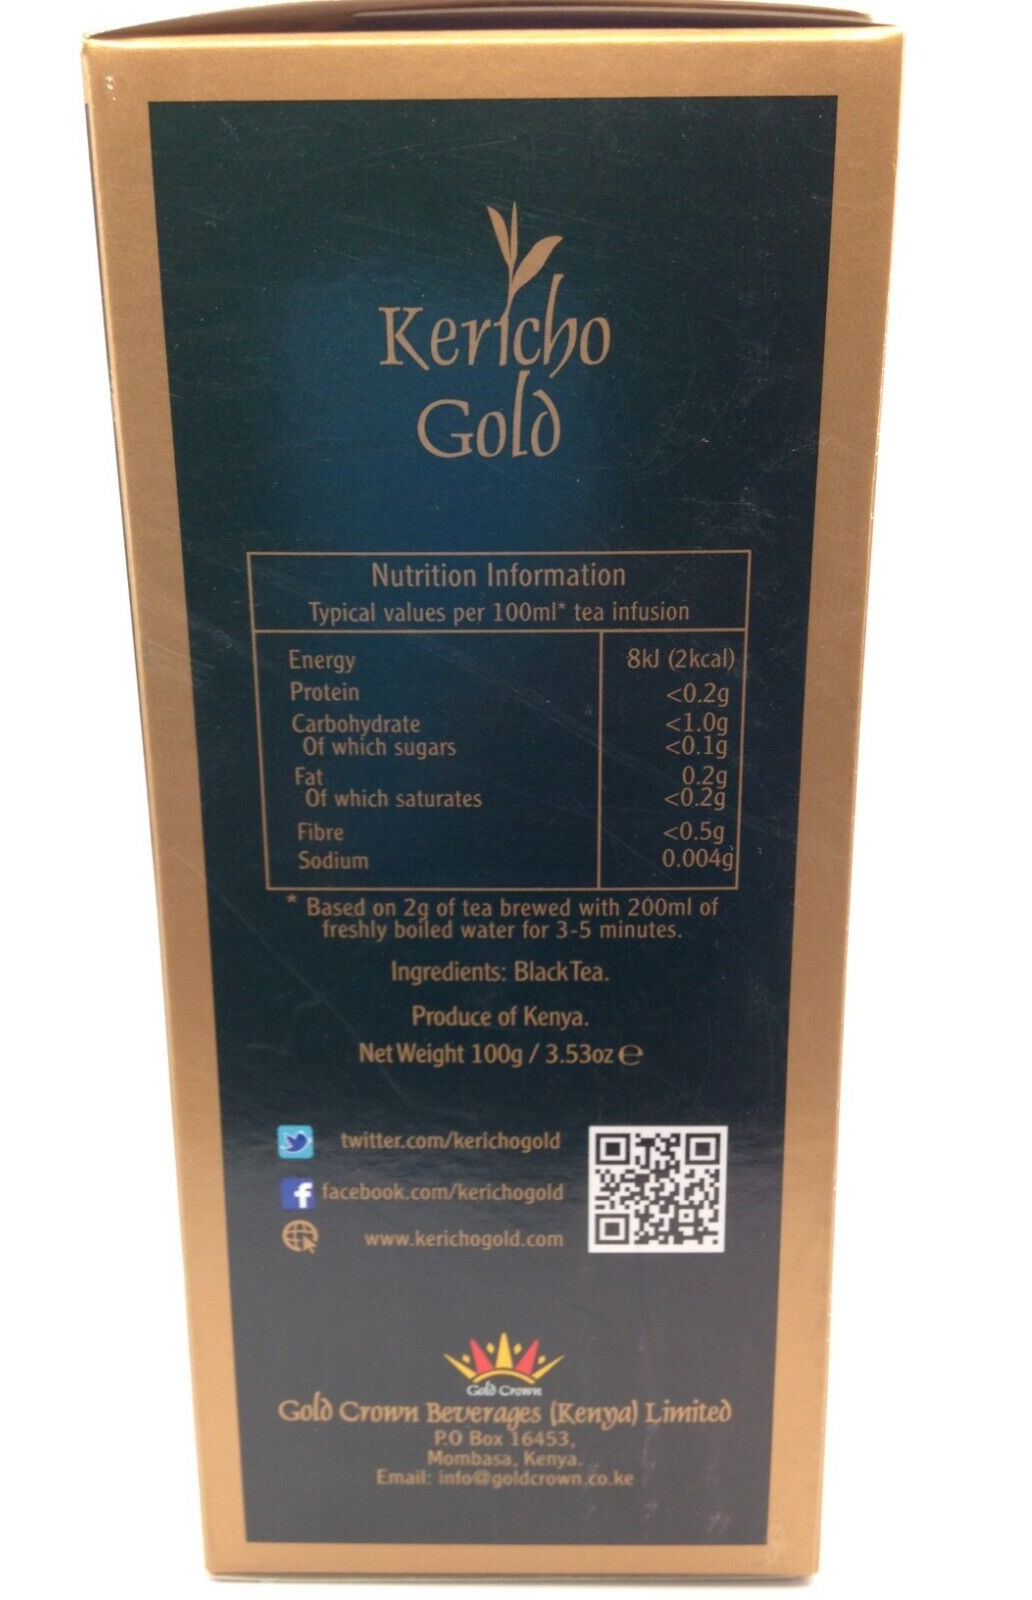 Kericho
Gold
Nutrition Information
Typical values per 100ml* tea infusion
Energy 8kJ (2kcal)
Protein <0.2g
Carbohydrate <1.0g
Of which sugars <0.1g
Fat 0.2g
Of which saturates <0.2g
Fibre <0.5g
Sodium 0.004g
* Based on 2g of tea brewed with 200ml of
freshly boiled water for 3-5 minutes.
Ingredients: Black Tea.
Produce of Kenya.
Net Weight 100g / 3.53oz ℮
twitter.com/kerichogold
facebook.com/kerichogold
www.kerichogold.com
Gold Crown
Gold Crown Beverages (Kenya) Limited
P.O Box 16453,
Mombasa, Kenya.
Email: info@goldcrown.co.ke